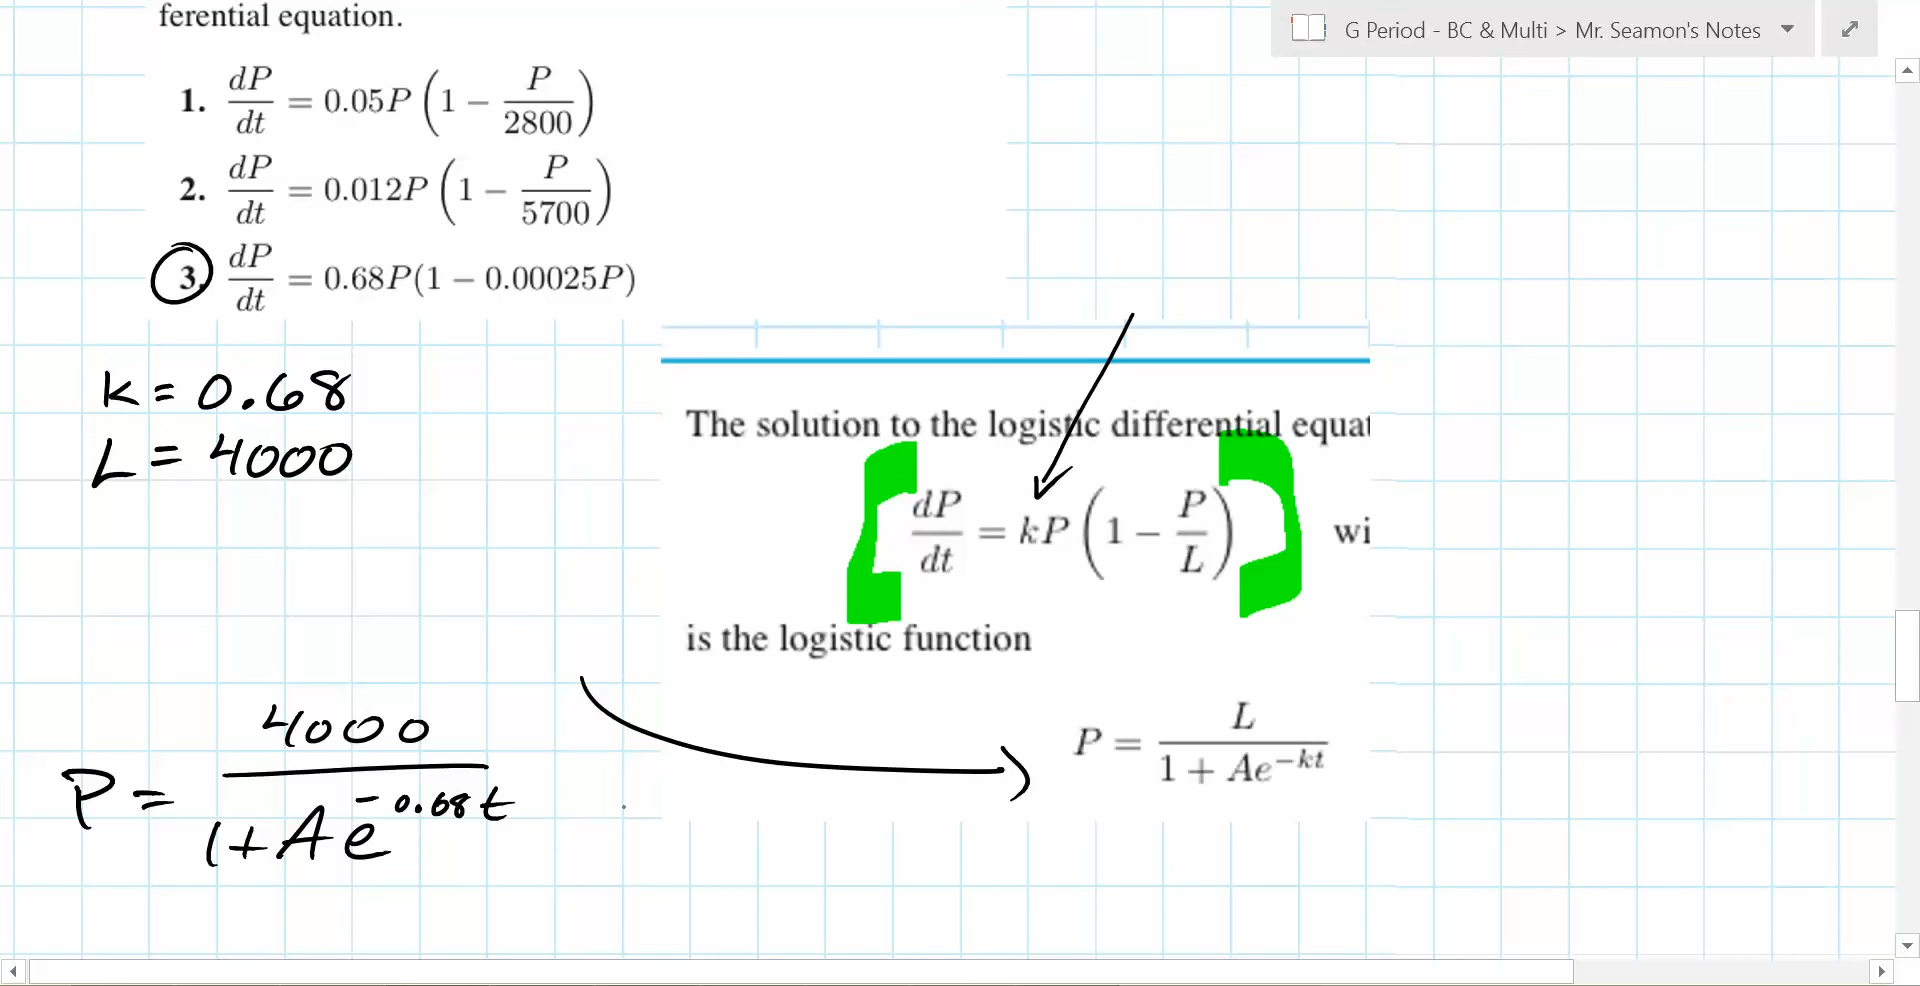 ferential equation.
G Period - BC & Multi > Mr. Seamon's Notes
1. dP/dt = 0.05P (1 − P/2800)
2. dP/dt = 0.012P (1 − P/5700)
3. dP/dt = 0.68P(1 − 0.00025P)
k = 0.68
L = 4000
The solution to the logistic differential equat
dP/dt = kP (1 − P/L) wi
is the logistic function
P = L/(1 + Ae^(−kt))
P = 4000/(1 + Ae^(−0.68t))